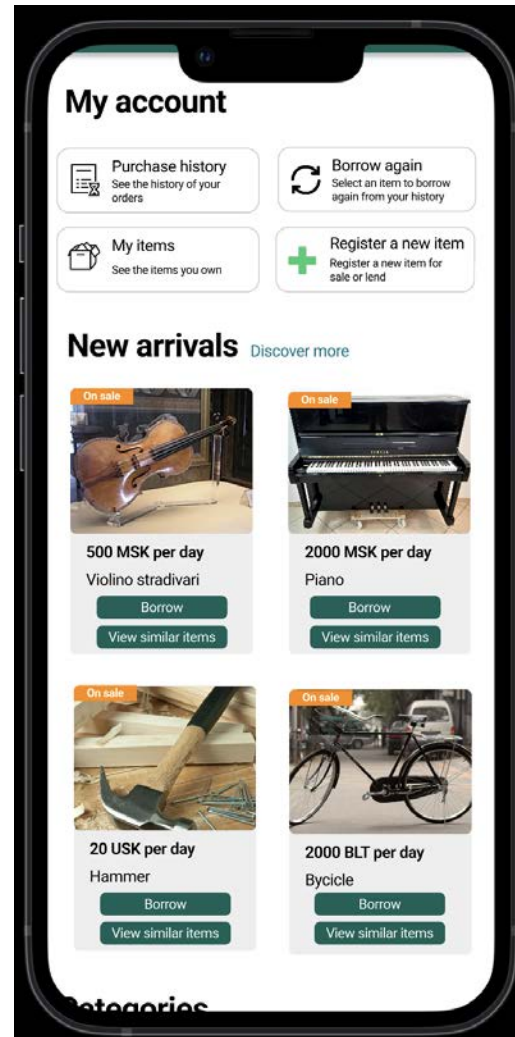 My account
Purchase history
See the history of your
orders
Borrow again
Select an item to borrow
again from your history
My items
See the items you own
Register a new item
Register a new item for
sale or lend
New arrivals Discover more
On sale
500 MSK per day
Violino stradivari
Borrow
View similar items
On sale
YAMAHA
2000 MSK per day
Piano
Borrow
View similar items
On sale
20 USK per day
Hammer
Borrow
View similar items
On sale
2000 BLT per day
Bycicle
Borrow
View similar items
Categories